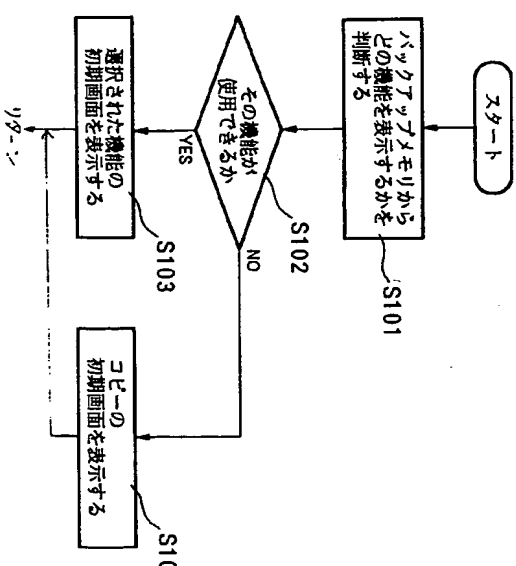 スタート
バックアップメモリから
どの機能を表示するかを
判断する
S101
その機能が
使用できるか
S102
YES
NO
選択された機能の
初期画面を表示する
S103
コピーの
初期画面を表示する
S10
リターン